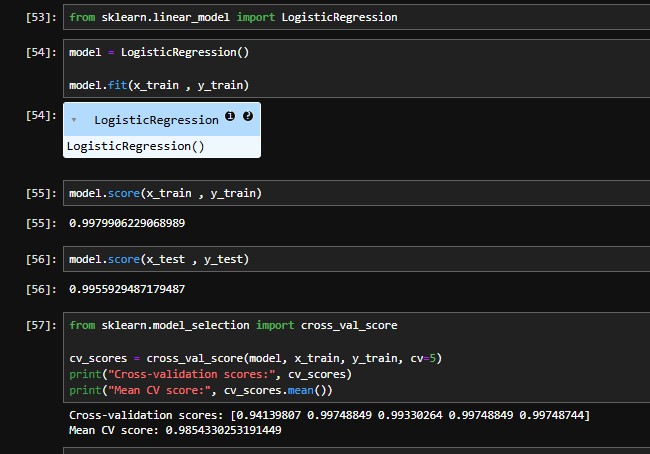 [53]: from sklearn.linear_model import LogisticRegression
[54]: model = LogisticRegression()
model.fit(x_train , y_train)
[54]: LogisticRegression
LogisticRegression()
[55]: model.score(x_train , y_train)
[55]: 0.9979906229068989
[56]: model.score(x_test , y_test)
[56]: 0.9955929487179487
[57]: from sklearn.model_selection import cross_val_score
cv_scores = cross_val_score(model, x_train, y_train, cv=5)
print("Cross-validation scores:", cv_scores)
print("Mean CV score:", cv_scores.mean())
Cross-validation scores: [0.94139807 0.99748849 0.99330264 0.99748849 0.99748744]
Mean CV score: 0.9854330253191449